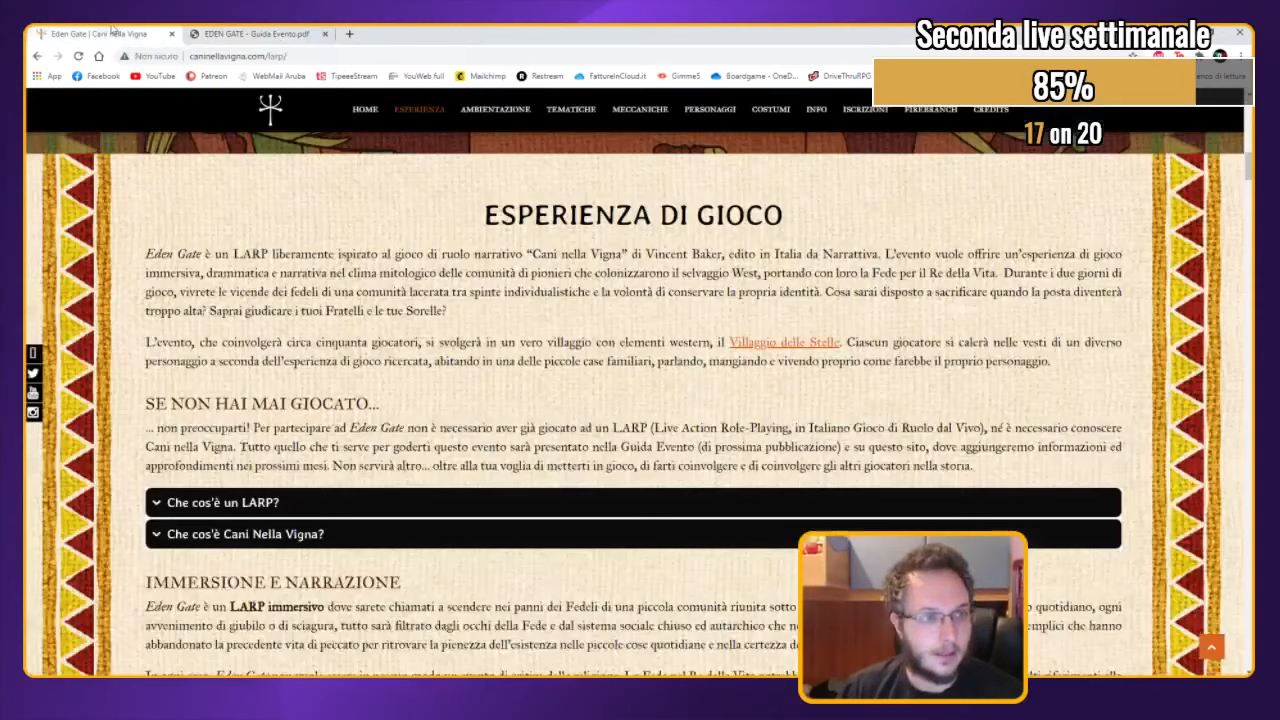 Seconda live settimanale
85%
17 on 20
Eden Gate | Cani nella Vigna
EDEN GATE - Guida Evento.pdf
Non sicuro
caninellavigna.com/larp/
App
Facebook
YouTube
Patreon
WebMail Aruba
TipeeeStream
YouWeb full
Mailchimp
Restream
FattureInCloud.it
Gimme5
Boardgame - OneD...
DriveThruRPG
di lettura
HOME
ESPERIENZA
AMBIENTAZIONE
TEMATICHE
MECCANICHE
PERSONAGGI
COSTUMI
INFO
ISCRIZIONI
FIREBRANCH
CREDITS
ESPERIENZA DI GIOCO
Eden Gate è un LARP liberamente ispirato al gioco di ruolo narrativo “Cani nella Vigna” di Vincent Baker, edito in Italia da Narrattiva. L’evento vuole offrire un’esperienza di gioco
immersiva, drammatica e narrativa nel clima mitologico delle comunità di pionieri che colonizzarono il selvaggio West, portando con loro la Fede per il Re della Vita. Durante i due giorni di
gioco, vivrete le vicende dei fedeli di una comunità lacerata tra spinte individualistiche e la volontà di conservare la propria identità. Cosa sarai disposto a sacrificare quando la posta diventerà
troppo alta? Saprai giudicare i tuoi Fratelli e le tue Sorelle?
L’evento, che coinvolgerà circa cinquanta giocatori, si svolgerà in un vero villaggio con elementi western, il Villaggio delle Stelle. Ciascun giocatore si calerà nelle vesti di un diverso
personaggio a seconda dell’esperienza di gioco ricercata, abitando in una delle piccole case familiari, parlando, mangiando e vivendo proprio come farebbe il proprio personaggio.
SE NON HAI MAI GIOCATO...
... non preoccuparti! Per partecipare ad Eden Gate non è necessario aver già giocato ad un LARP (Live Action Role-Playing, in Italiano Gioco di Ruolo dal Vivo), né è necessario conoscere
Cani nella Vigna. Tutto quello che ti serve per goderti questo evento sarà presentato nella Guida Evento (di prossima pubblicazione) e su questo sito, dove aggiungeremo informazioni ed
approfondimenti nei prossimi mesi. Non servirà altro... oltre alla tua voglia di metterti in gioco, di farti coinvolgere e di coinvolgere gli altri giocatori nella storia.
Che cos'è un LARP?
Che cos'è Cani Nella Vigna?
IMMERSIONE E NARRAZIONE
Eden Gate è un LARP immersivo dove sarete chiamati a scendere nei panni dei Fedeli di una piccola comunità riunita sotto quotidiano, ogni
avvenimento di giubilo o di sciagura, tutto sarà filtrato dagli occhi della Fede e dal sistema sociale chiuso ed autarchico che che hanno
abbandonato la precedente vita di peccato per ritrovare la pienezza dell’esistenza nelle piccole cose quotidiane e nella certezza